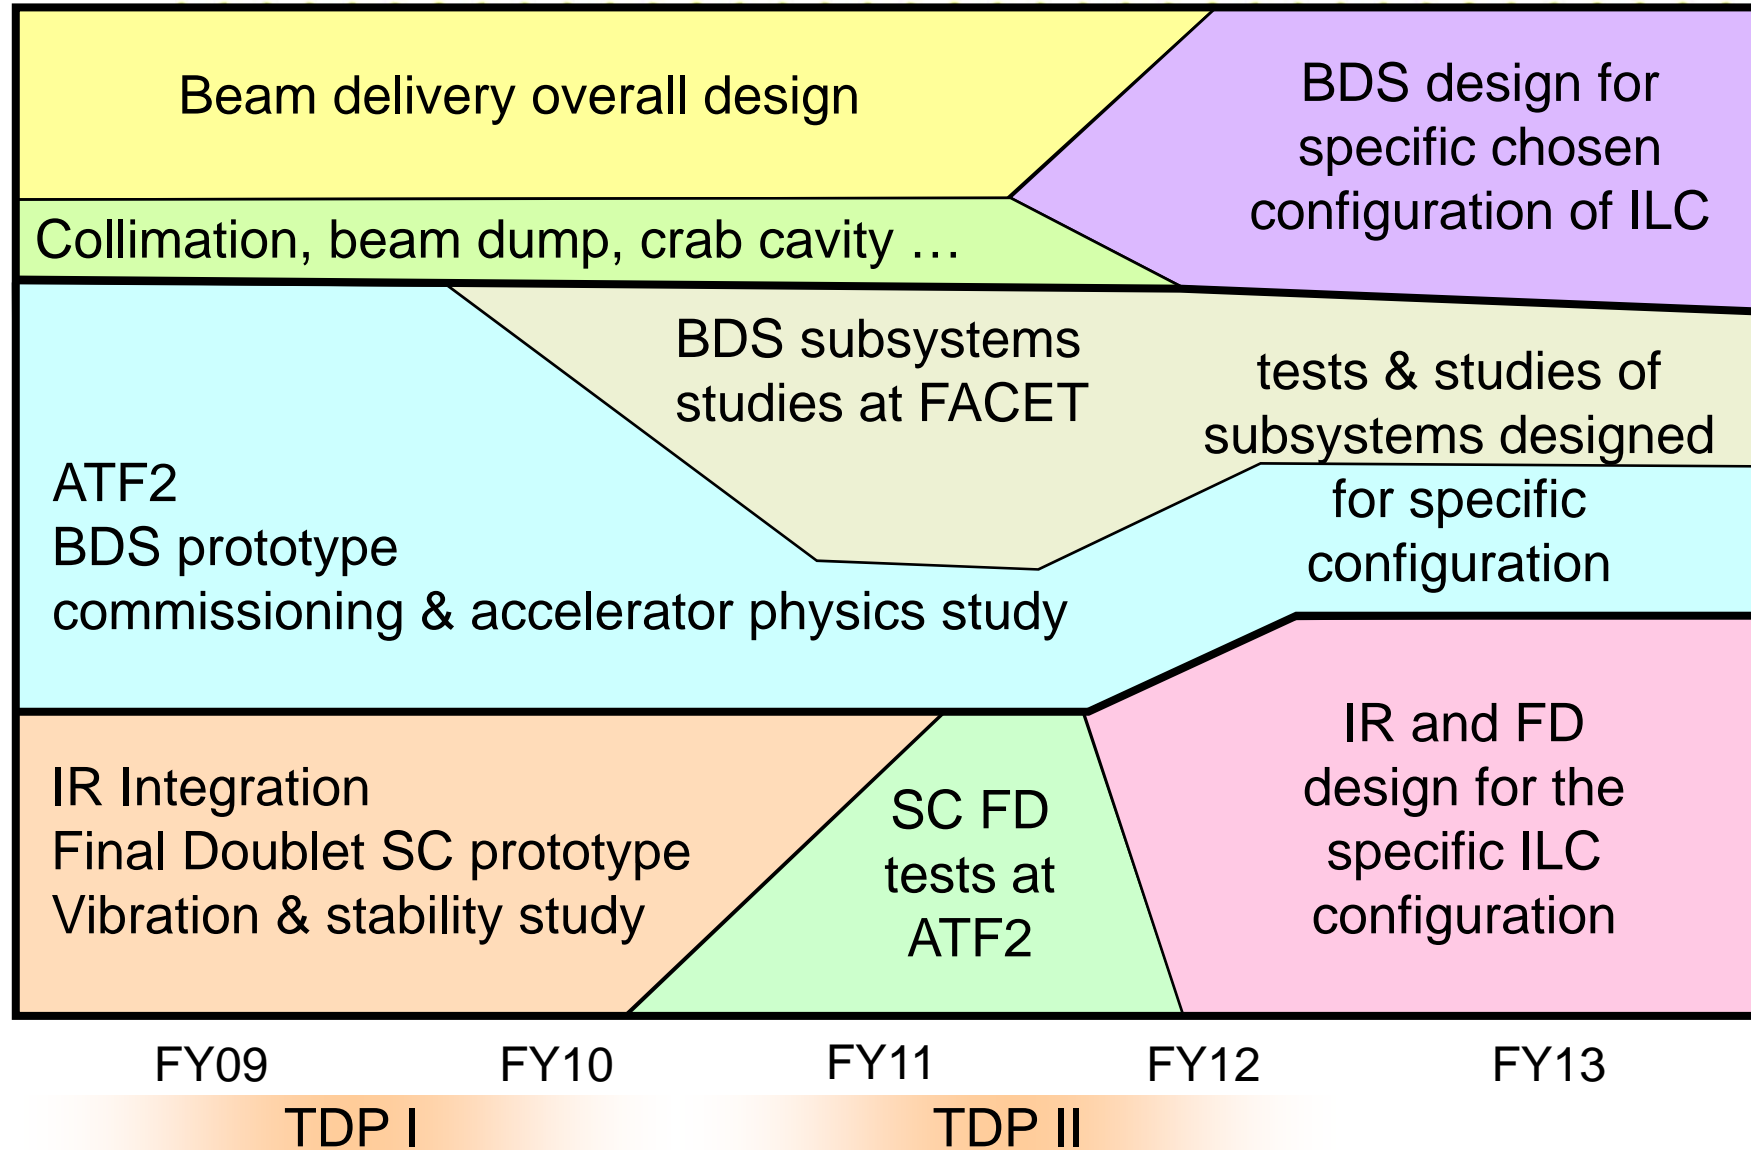 Beam delivery overall design
BDS design for
specific chosen
configuration of ILC
Collimation, beam dump, crab cavity …
BDS subsystems
studies at FACET
tests & studies of
subsystems designed
for specific
configuration
ATF2
BDS prototype
commissioning & accelerator physics study
IR Integration
Final Doublet SC prototype
Vibration & stability study
SC FD
tests at
ATF2
IR and FD
design for the
specific ILC
configuration
FY09 FY10 FY11 FY12 FY13
TDP I TDP II